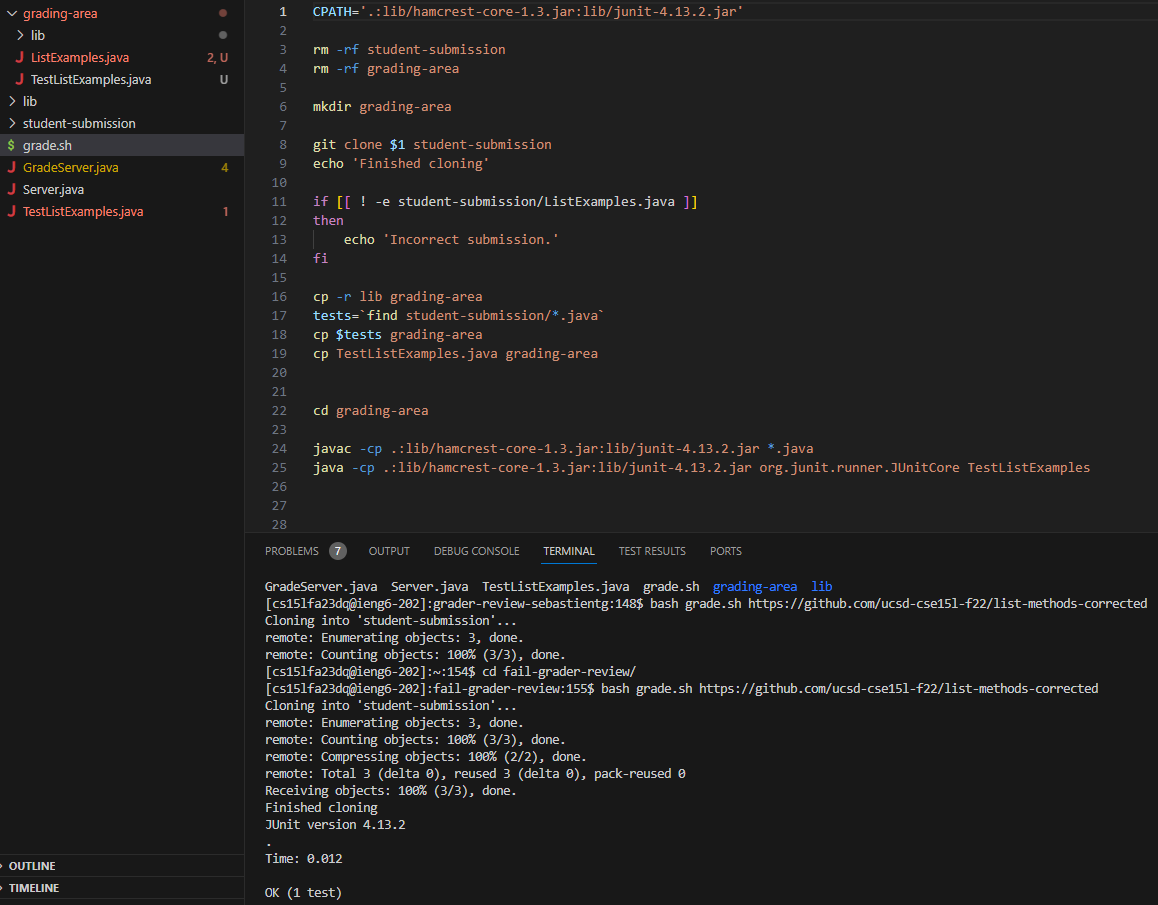 grading-area
lib
ListExamples.java 2, U
TestListExamples.java U
lib
student-submission
$ grade.sh
GradeServer.java 4
Server.java
TestListExamples.java 1
OUTLINE
TIMELINE
1 CPATH='.:lib/hamcrest-core-1.3.jar:lib/junit-4.13.2.jar'
2
3 rm -rf student-submission
4 rm -rf grading-area
5
6 mkdir grading-area
7
8 git clone $1 student-submission
9 echo 'Finished cloning'
10
11 if [[ ! -e student-submission/ListExamples.java ]]
12 then
13     echo 'Incorrect submission.'
14 fi
15
16 cp -r lib grading-area
17 tests=`find student-submission/*.java`
18 cp $tests grading-area
19 cp TestListExamples.java grading-area
20
21
22 cd grading-area
23
24 javac -cp .:lib/hamcrest-core-1.3.jar:lib/junit-4.13.2.jar *.java
25 java -cp .:lib/hamcrest-core-1.3.jar:lib/junit-4.13.2.jar org.junit.runner.JUnitCore TestListExamples
26
27
28
PROBLEMS 7 OUTPUT DEBUG CONSOLE TERMINAL TEST RESULTS PORTS
GradeServer.java  Server.java  TestListExamples.java  grade.sh  grading-area  lib
[cs15lfa23dq@ieng6-202]:grader-review-sebastientg:148$ bash grade.sh https://github.com/ucsd-cse15l-f22/list-methods-corrected
Cloning into 'student-submission'...
remote: Enumerating objects: 3, done.
remote: Counting objects: 100% (3/3), done.
[cs15lfa23dq@ieng6-202]:~:154$ cd fail-grader-review/
[cs15lfa23dq@ieng6-202]:fail-grader-review:155$ bash grade.sh https://github.com/ucsd-cse15l-f22/list-methods-corrected
Cloning into 'student-submission'...
remote: Enumerating objects: 3, done.
remote: Counting objects: 100% (3/3), done.
remote: Compressing objects: 100% (2/2), done.
remote: Total 3 (delta 0), reused 3 (delta 0), pack-reused 0
Receiving objects: 100% (3/3), done.
Finished cloning
JUnit version 4.13.2
.
Time: 0.012
OK (1 test)